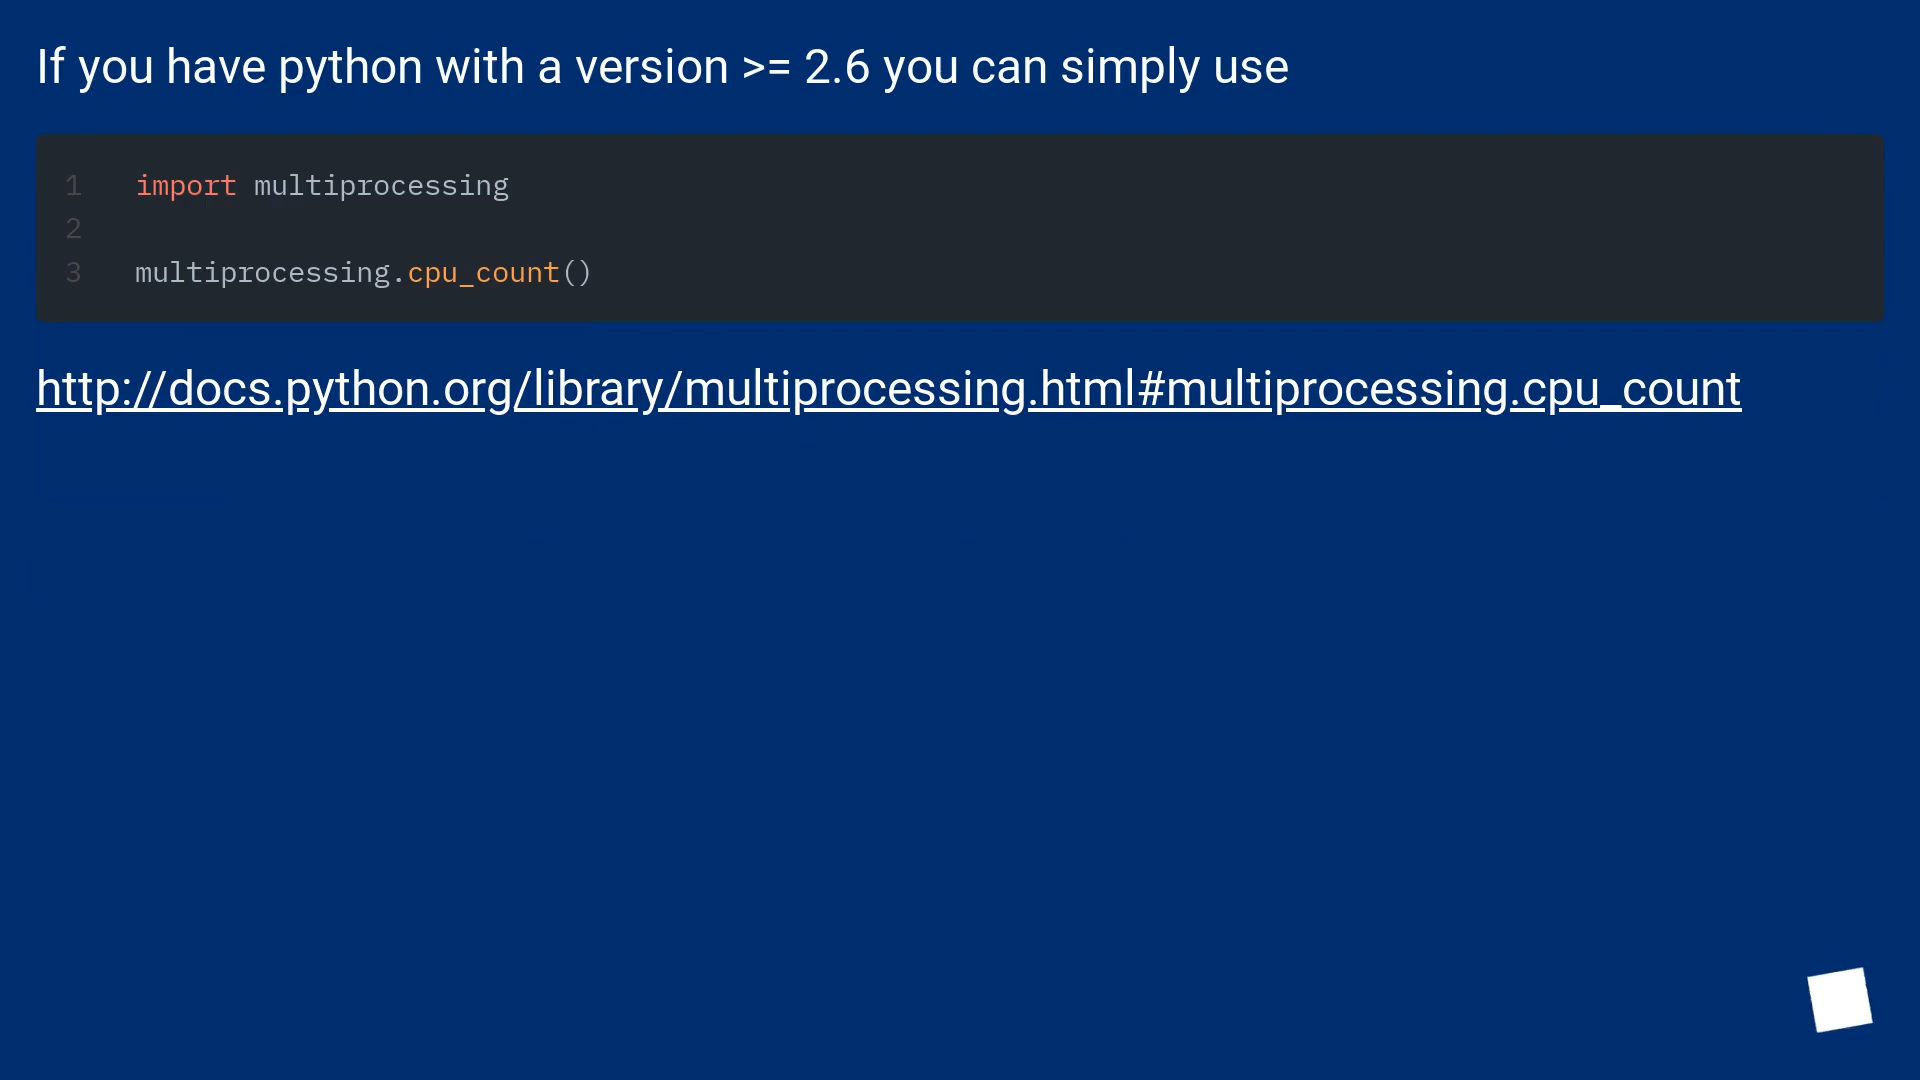 If you have python with a version >= 2.6 you can simply use
1 import multiprocessing
2
3 multiprocessing.cpu_count()
http://docs.python.org/library/multiprocessing.html#multiprocessing.cpu_count